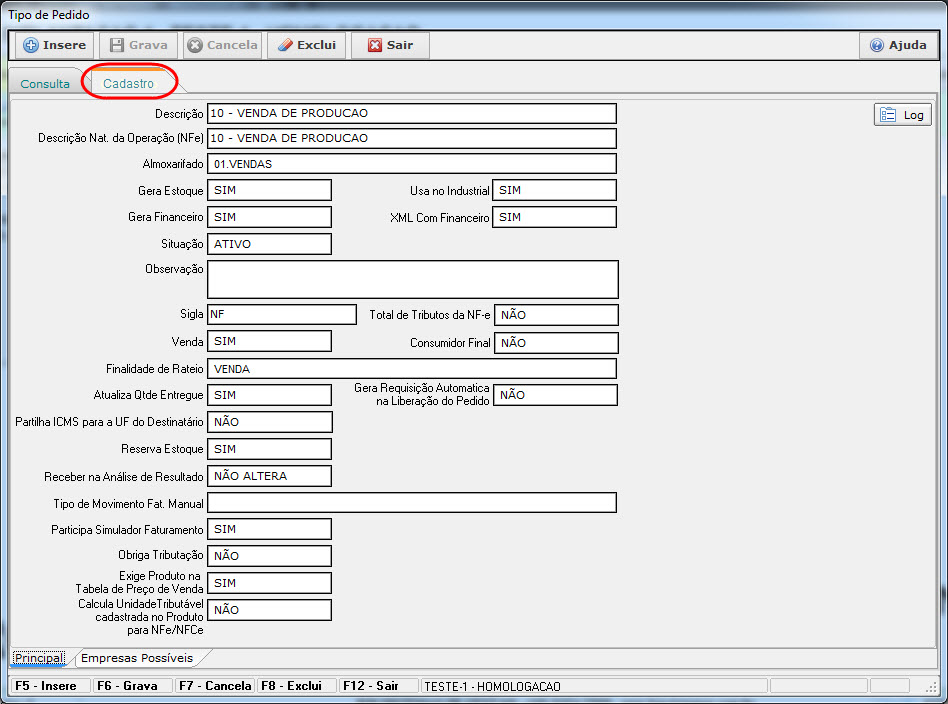 Tipo de Pedido
Insere Grava Cancela Exclui Sair Ajuda
Consulta Cadastro
Log
Descrição 10 - VENDA DE PRODUCAO
Descrição Nat. da Operação (NFe) 10 - VENDA DE PRODUCAO
Almoxarifado 01.VENDAS
Gera Estoque SIM Usa no Industrial SIM
Gera Financeiro SIM XML Com Financeiro SIM
Situação ATIVO
Observação
Sigla NF Total de Tributos da NF-e NÃO
Venda SIM Consumidor Final NÃO
Finalidade de Rateio VENDA
Atualiza Qtde Entregue SIM Gera Requisição Automatica
na Liberação do Pedido NÃO
Partilha ICMS para a UF do Destinatário NÃO
Reserva Estoque SIM
Receber na Análise de Resultado NÃO ALTERA
Tipo de Movimento Fat. Manual
Participa Simulador Faturamento SIM
Obriga Tributação NÃO
Exige Produto na
Tabela de Preço de Venda SIM
Calcula UnidadeTributável
cadastrada no Produto
para NFe/NFCe NÃO
Principal Empresas Possíveis
F5 - Insere F6 - Grava F7 - Cancela F8 - Exclui F12 - Sair TESTE-1 - HOMOLOGACAO